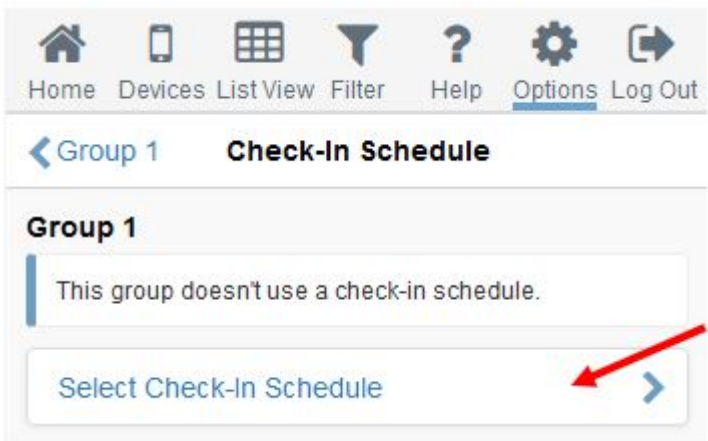 Home Devices List View Filter Help Options Log Out
Group 1 Check-In Schedule
Group 1
This group doesn't use a check-in schedule.
Select Check-In Schedule